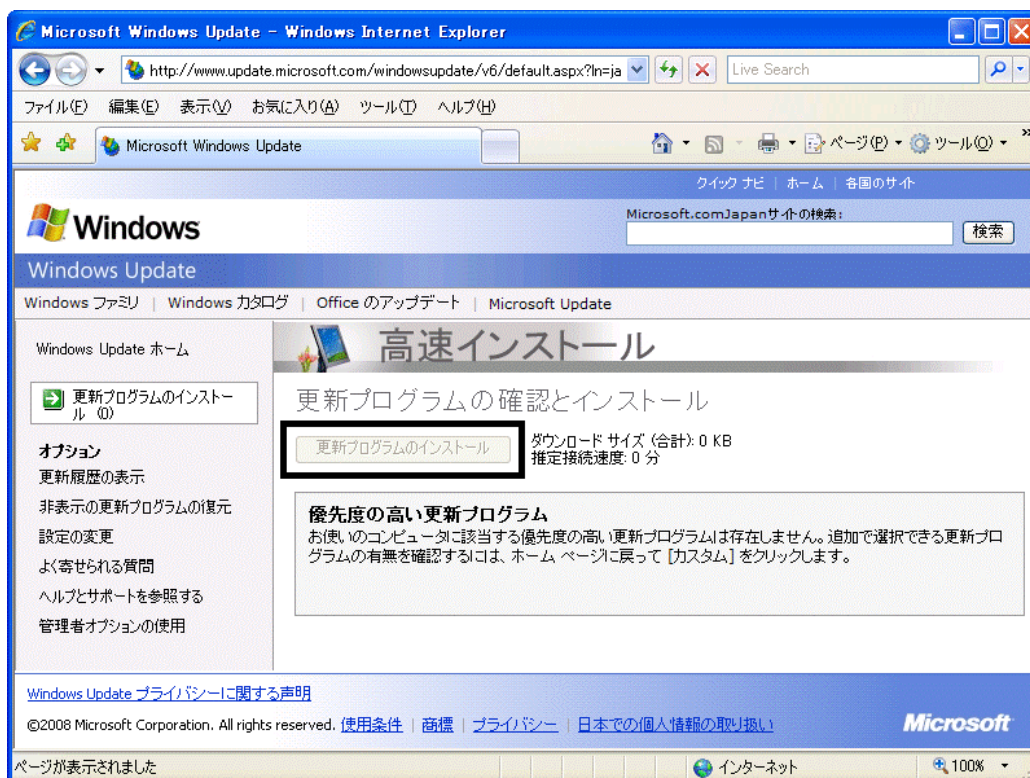 Microsoft Windows Update - Windows Internet Explorer
http://www.update.microsoft.com/windowsupdate/v6/default.aspx?ln=ja
Live Search
ファイル(F) 編集(E) 表示(V) お気に入り(A) ツール(T) ヘルプ(H)
Microsoft Windows Update
ページ(P) ツール(O)
クイック ナビ | ホーム | 各国のサイト
Windows
Microsoft.comJapanサイトの検索:
検索
Windows Update
Windows ファミリ | Windows カタログ | Office のアップデート | Microsoft Update
Windows Update ホーム
更新プログラムのインストー
ル (0)
オプション
更新履歴の表示
非表示の更新プログラムの復元
設定の変更
よく寄せられる質問
ヘルプとサポートを参照する
管理者オプションの使用
高速インストール
更新プログラムの確認とインストール
更新プログラムのインストール
ダウンロード サイズ (合計): 0 KB
推定接続速度: 0 分
優先度の高い更新プログラム
お使いのコンピュータに該当する優先度の高い更新プログラムは存在しません。追加で選択できる更新プロ
グラムの有無を確認するには、ホーム ページに戻って [カスタム] をクリックします。
Windows Update プライバシーに関する声明
©2008 Microsoft Corporation. All rights reserved. 使用条件 | 商標 | プライバシー | 日本での個人情報の取り扱い
Microsoft
ページが表示されました
インターネット
100%